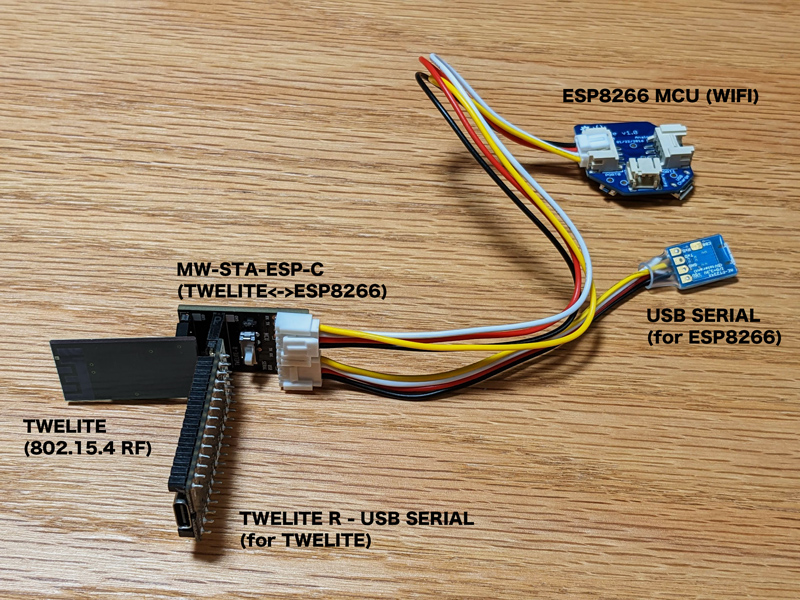 ESP8266 MCU (WIFI)
MW-STA-ESP-C
(TWELITE<->ESP8266)
USB SERIAL
(for ESP8266)
TWELITE
(802.15.4 RF)
TWELITE R - USB SERIAL
(for TWELITE)